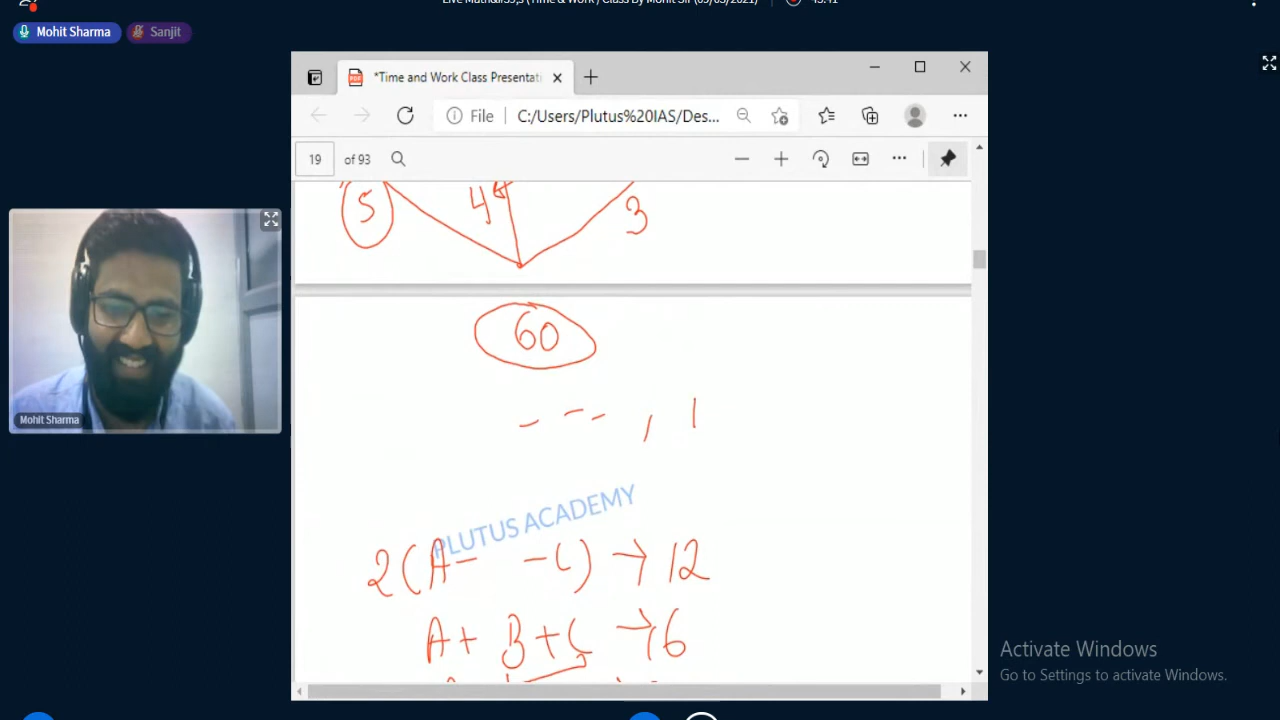 Mohit Sharma
Sanjit
*Time and Work Class Presentati
File
C:/Users/Plutus%20IAS/Des...
19 of 93
5
4
3
60
PLUTUS ACADEMY
2(A- -C) → 12
A+ B+C → 6
Mohit Sharma
Activate Windows
Go to Settings to activate Windows.